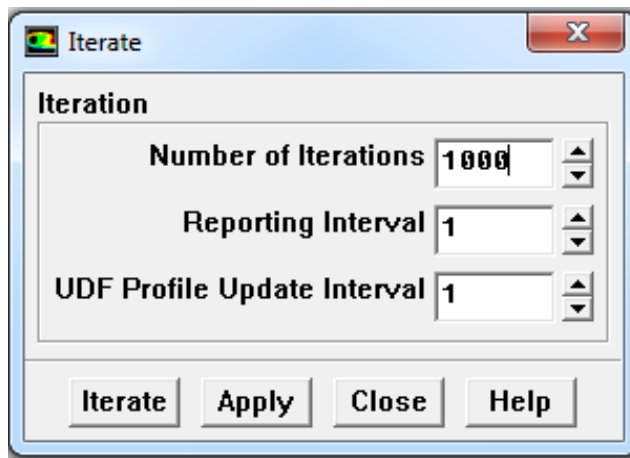 Iterate
Iteration
Number of Iterations 1000
Reporting Interval 1
UDF Profile Update Interval 1
Iterate Apply Close Help